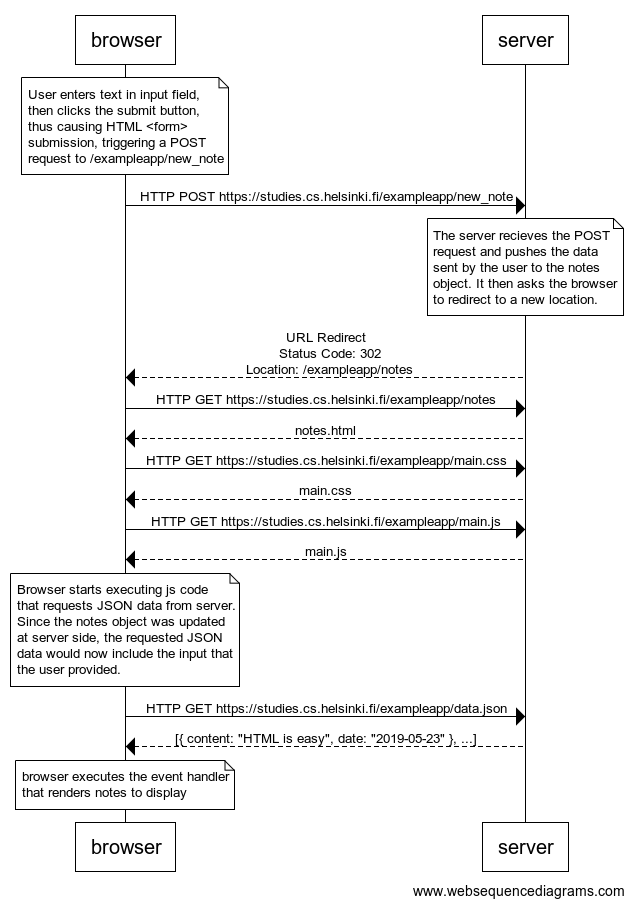 browser
server
User enters text in input field,
then clicks the submit button,
thus causing HTML <form>
submission, triggering a POST
request to /exampleapp/new_note
HTTP POST https://studies.cs.helsinki.fi/exampleapp/new_note
The server recieves the POST
request and pushes the data
sent by the user to the notes
object. It then asks the browser
to redirect to a new location.
URL Redirect
Status Code: 302
Location: /exampleapp/notes
HTTP GET https://studies.cs.helsinki.fi/exampleapp/notes
notes.html
HTTP GET https://studies.cs.helsinki.fi/exampleapp/main.css
main.css
HTTP GET https://studies.cs.helsinki.fi/exampleapp/main.js
main.js
Browser starts executing js code
that requests JSON data from server.
Since the notes object was updated
at server side, the requested JSON
data would now include the input that
the user provided.
HTTP GET https://studies.cs.helsinki.fi/exampleapp/data.json
[{ content: "HTML is easy", date: "2019-05-23" }, ...]
browser executes the event handler
that renders notes to display
browser
server
www.websequencediagrams.com